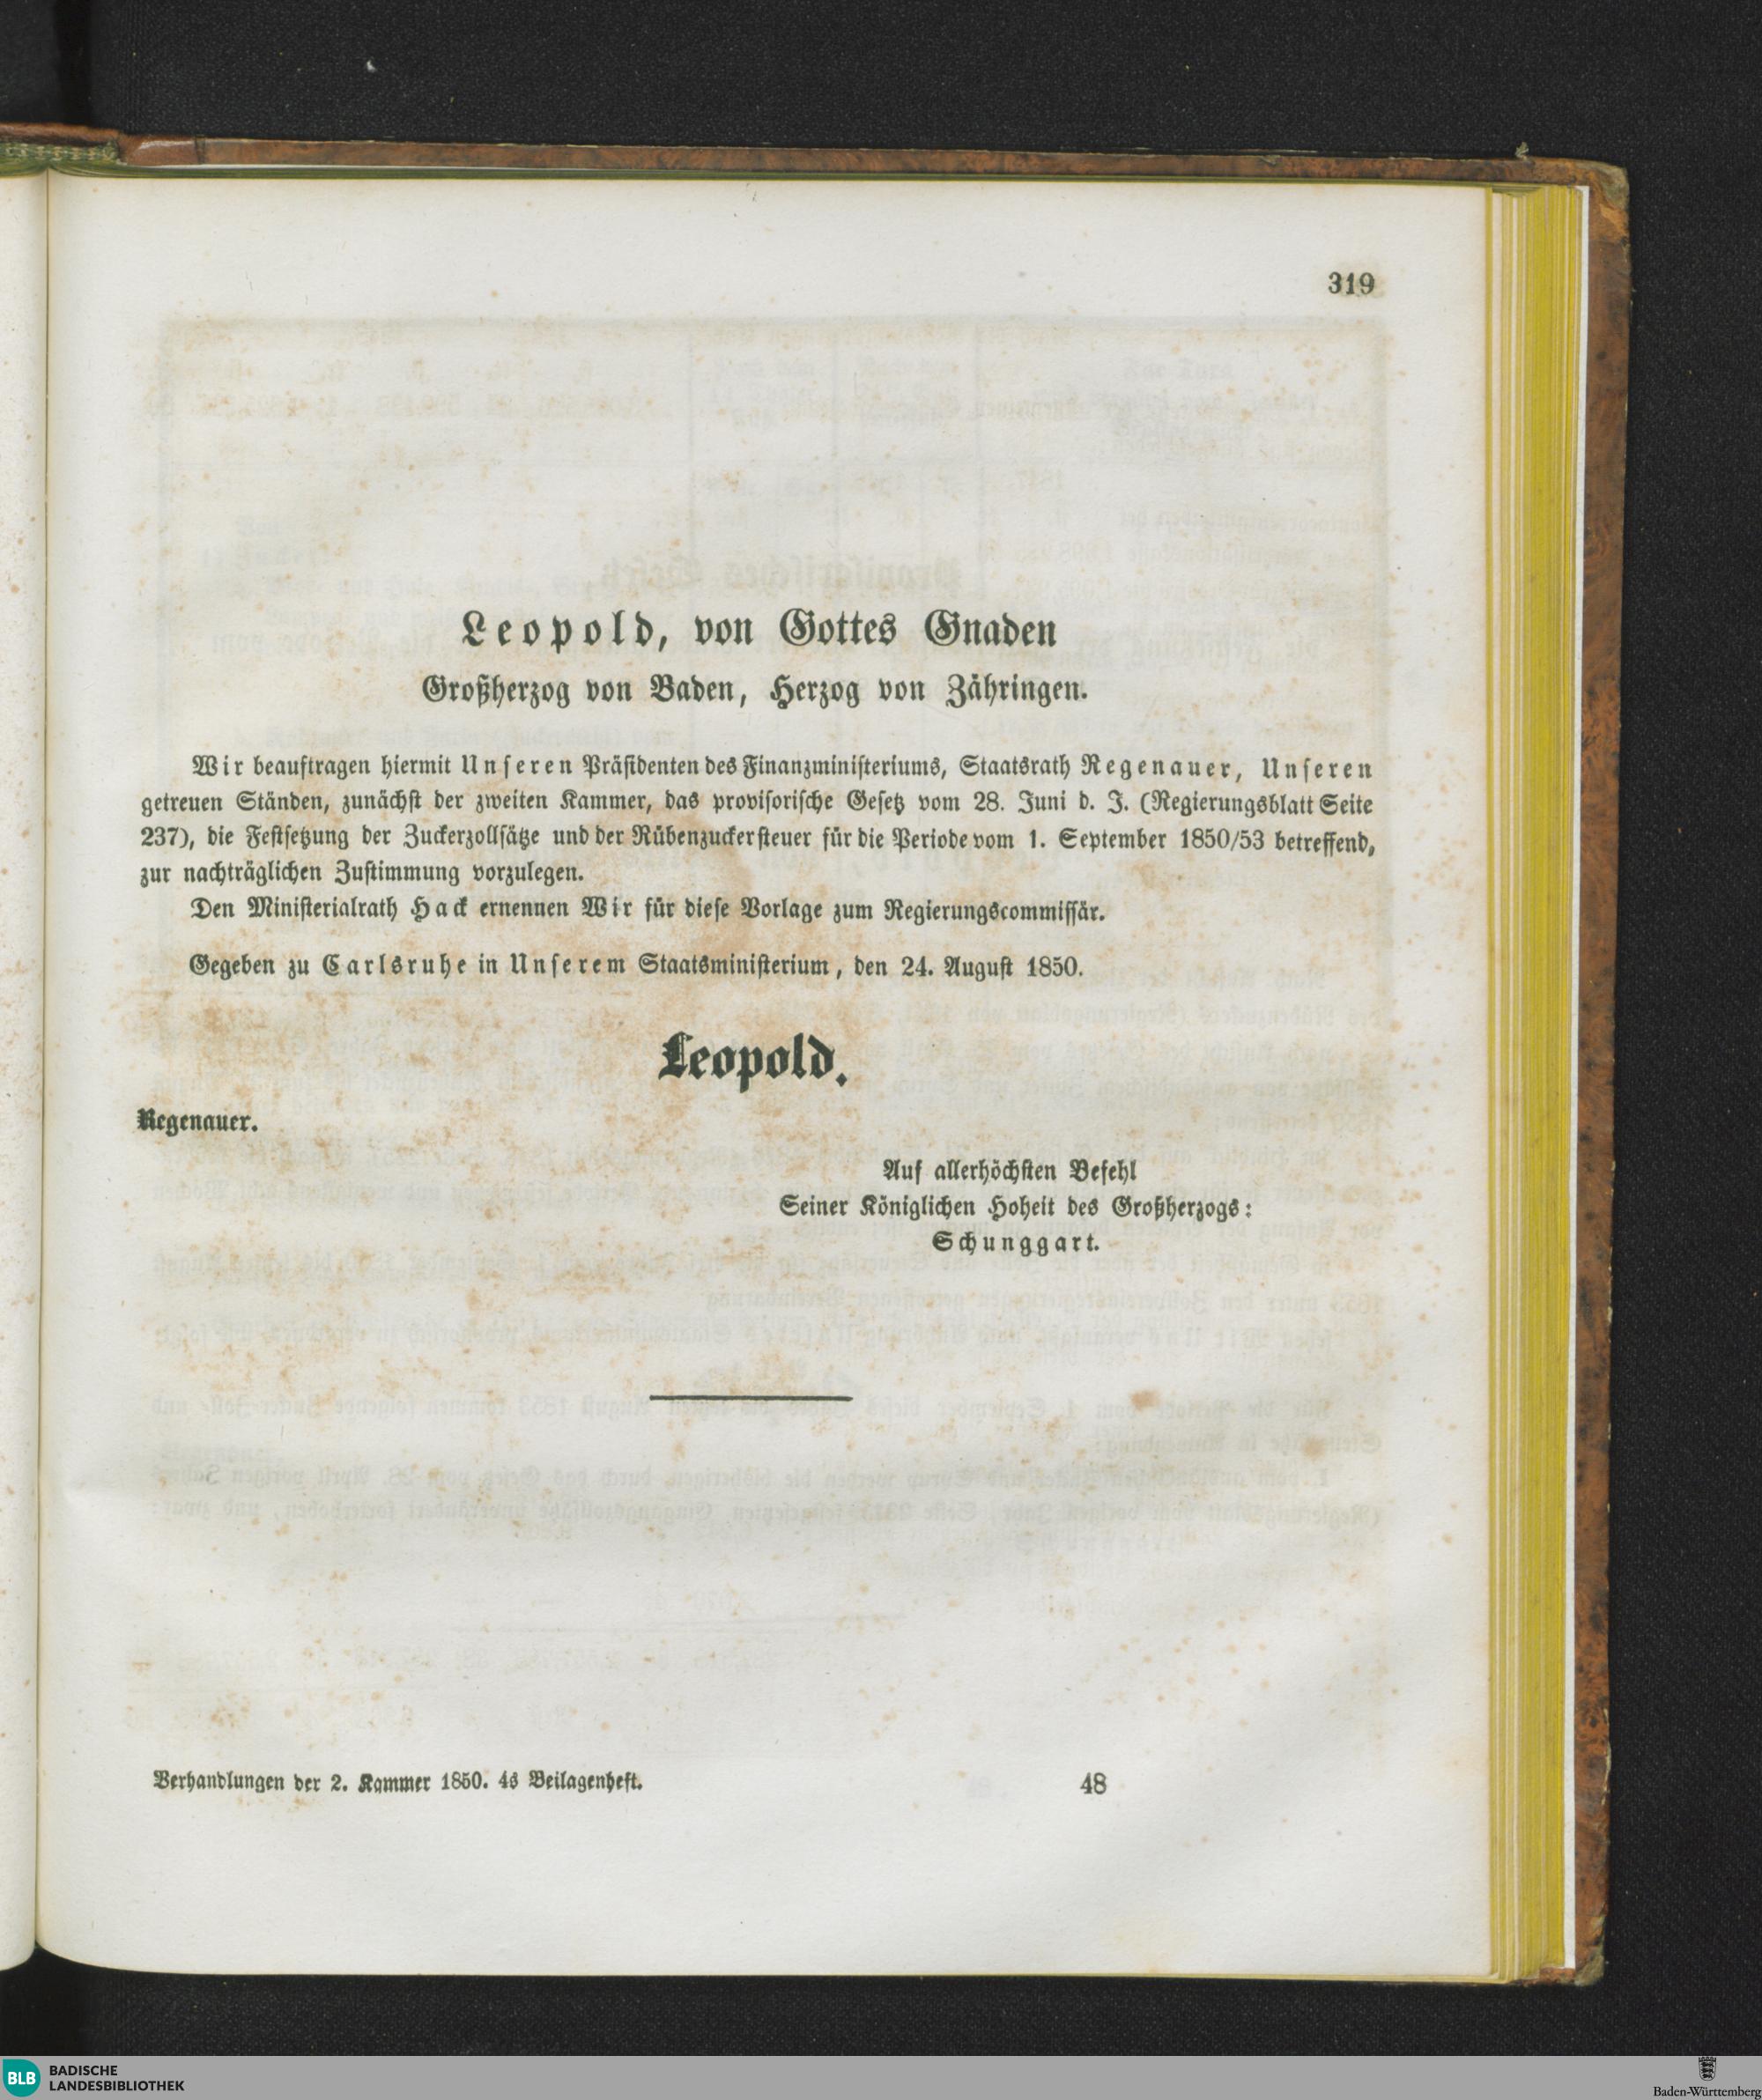 319
Leopold, von Gottes Gnaden
Großherzog von Baden, Herzog von Zähringen.
Wir beauftragen hiermit Unseren Präsidenten des Finanzministeriums, Staatsrath Regenauer, Unseren
getreuen Ständen, zunächst der zweiten Kammer, das provisorische Gesetz vom 28. Juni d. J. (Regierungsblatt Seite
237), die Festsetzung der Zuckerzollsätze und der Rübenzuckersteuer für die Periode vom 1. September 1850/53 betreffend,
zur nachträglichen Zustimmung vorzulegen.
Den Ministerialrath Hack ernennen Wir für diese Vorlage zum Regierungscommissär.
Gegeben zu Carlsruhe in Unserem Staatsministerium, den 24. August 1850.
Leopold.
Regenauer.
Auf allerhöchsten Befehl
Seiner Königlichen Hoheit des Großherzogs:
Schunggart.
Verhandlungen der 2. Kammer 1850. 4s Beilagenheft. 48
BLB BADISCHE
LANDESBIBLIOTHEK
Baden-Württemberg